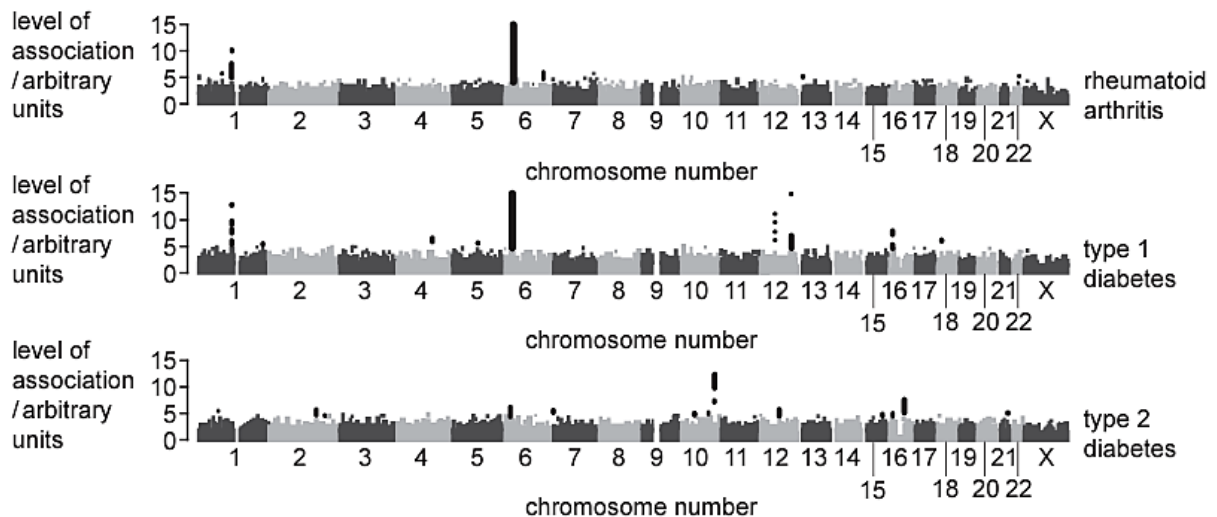 level of
association
/ arbitrary
units
15
10
5
0
1 2 3 4 5 6 7 8 9 10 11 12 13 14 16 17 19 21 X
15 18 20 22
chromosome number
rheumatoid
arthritis
level of
association
/ arbitrary
units
15
10
5
0
1 2 3 4 5 6 7 8 9 10 11 12 13 14 16 17 19 21 X
15 18 20 22
chromosome number
type 1
diabetes
level of
association
/ arbitrary
units
15
10
5
0
1 2 3 4 5 6 7 8 9 10 11 12 13 14 16 17 19 21 X
15 18 20 22
chromosome number
type 2
diabetes